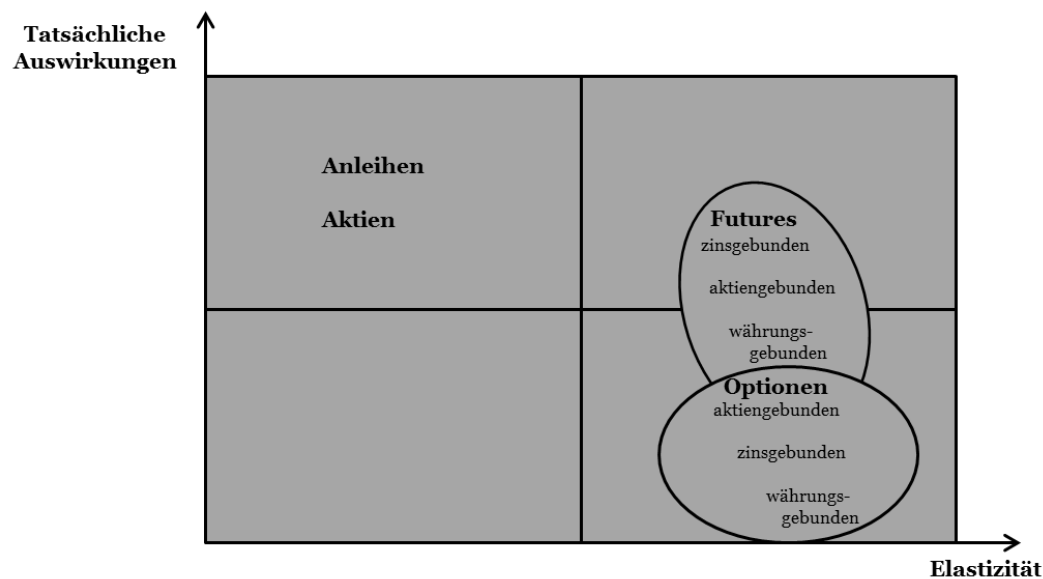 Tatsächliche
Auswirkungen
Anleihen
Aktien
Futures
zinsgebunden
aktiengebunden
währungs-
gebunden
Optionen
aktiengebunden
zinsgebunden
währungs-
gebunden
Elastizität